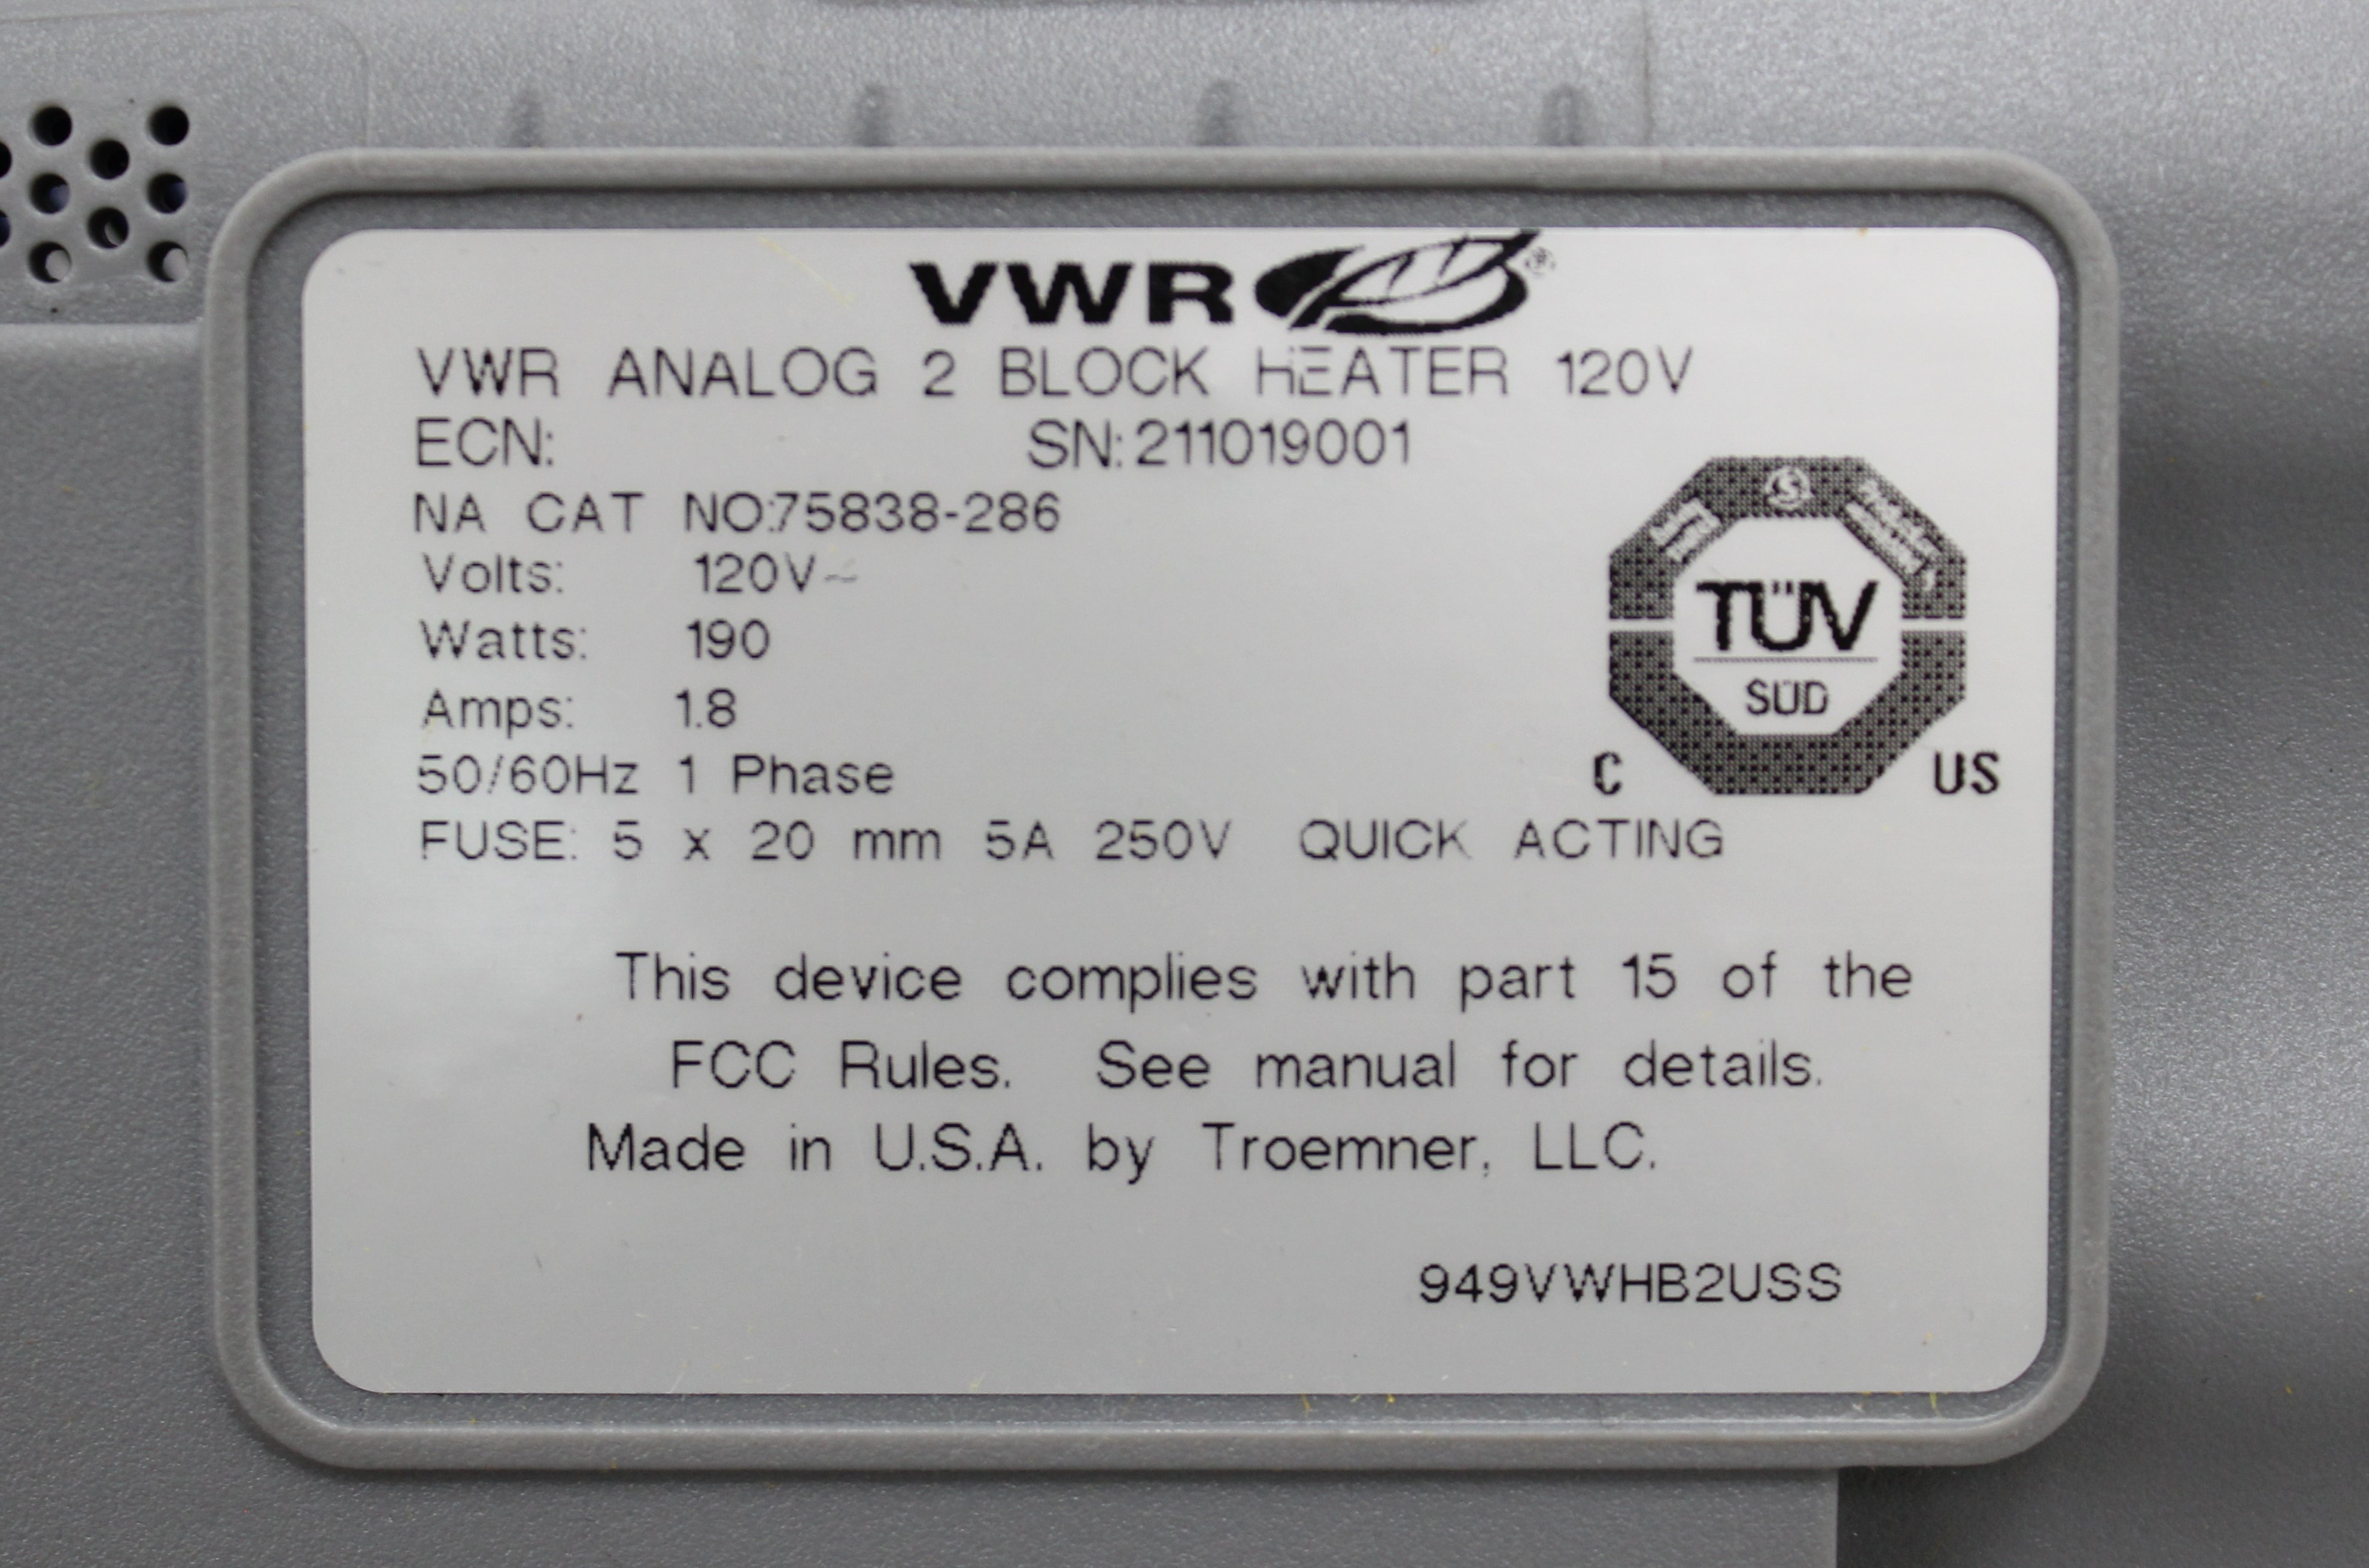 VWR®
VWR ANALOG 2 BLOCK HEATER 120V
ECN: SN:211019001
NA CAT NO:75838-286
Volts: 120V~
Watts: 190
Amps: 1.8
50/60Hz 1 Phase
FUSE: 5 x 20 mm 5A 250V QUICK ACTING
TÜV
SÜD
C US
This device complies with part 15 of the
FCC Rules. See manual for details.
Made in U.S.A. by Troemner, LLC.
949VWHB2USS